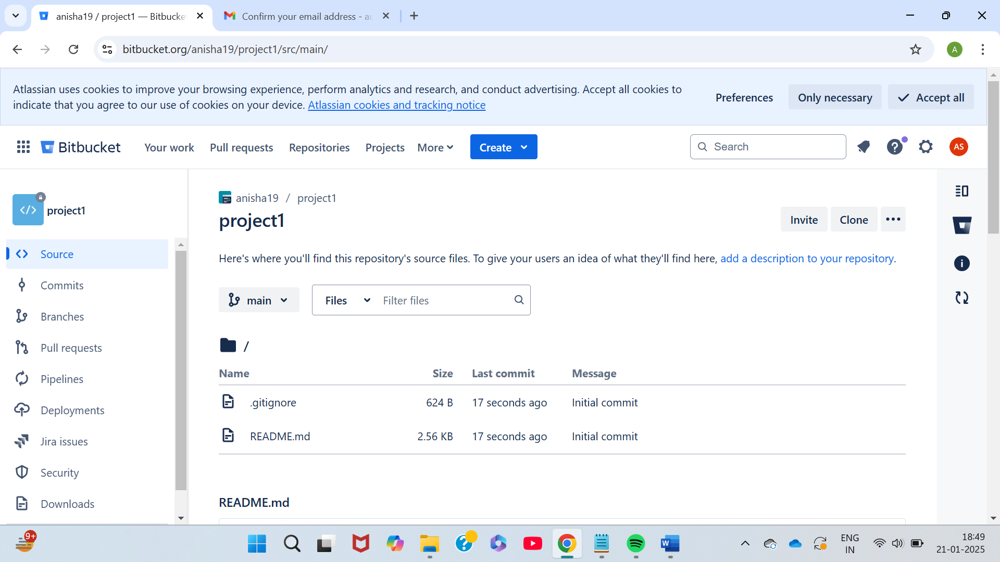 anisha19 / project1 — Bitbucke
Confirm your email address - au
bitbucket.org/anisha19/project1/src/main/
A
Atlassian uses cookies to improve your browsing experience, perform analytics and research, and conduct advertising. Accept all cookies to
indicate that you agree to our use of cookies on your device. Atlassian cookies and tracking notice
Preferences
Only necessary
Accept all
Bitbucket
Your work
Pull requests
Repositories
Projects
More
Create
Search
AS
project1
Source
Commits
Branches
Pull requests
Pipelines
Deployments
Jira issues
Security
Downloads
anisha19 / project1
project1
Invite
Clone
Here's where you'll find this repository's source files. To give your users an idea of what they'll find here, add a description to your repository.
main
Files
Filter files
/
Name Size Last commit Message
.gitignore 624 B 17 seconds ago Initial commit
README.md 2.56 KB 17 seconds ago Initial commit
README.md
9+
W
ENG
IN
18:49
21-01-2025